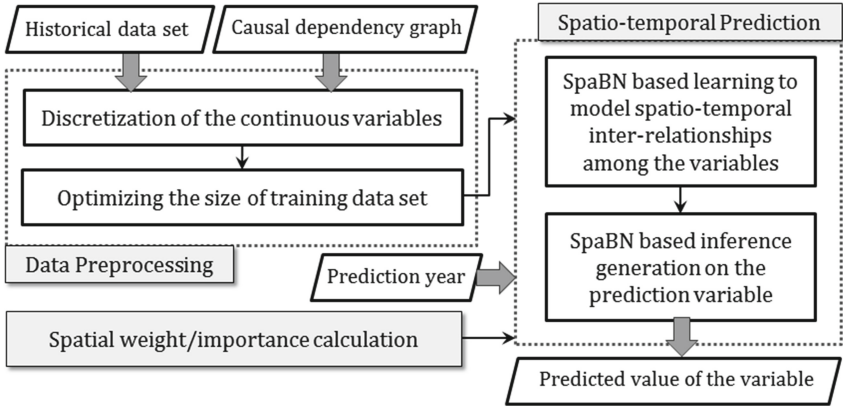 Historical data set
Causal dependency graph
Discretization of the continuous variables
Optimizing the size of training data set
Data Preprocessing
Prediction year
Spatial weight/importance calculation
Spatio-temporal Prediction
SpaBN based learning to
model spatio-temporal
inter-relationships
among the variables
SpaBN based inference
generation on the
prediction variable
Predicted value of the variable